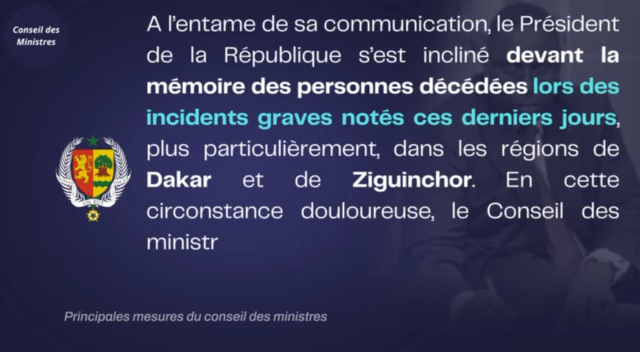 Conseil des
Ministres
A l’entame de sa communication, le Président
de la République s’est incliné devant la
mémoire des personnes décédées lors des
incidents graves notés ces derniers jours,
plus particulièrement, dans les régions de
Dakar et de Ziguinchor. En cette
circonstance douloureuse, le Conseil des
ministr
Principales mesures du conseil des ministres